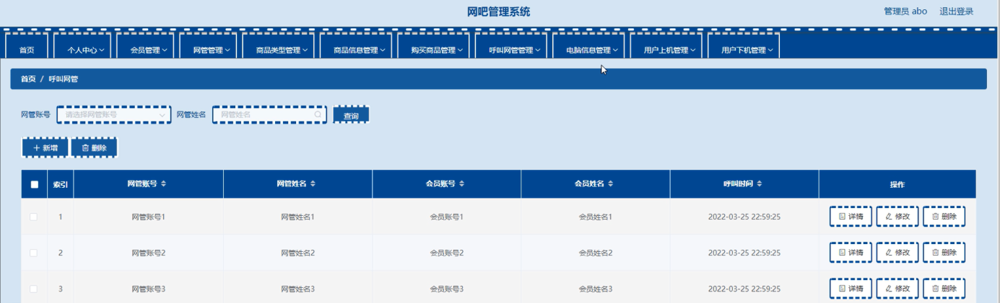 网吧管理系统
管理员 abo 退出登录
首页 个人中心 会员管理 网管管理 商品类型管理 商品信息管理 购买商品管理 呼叫网管管理 电脑信息管理 用户上机管理 用户下机管理
首页 / 呼叫网管
网管账号 请选择网管账号 网管姓名 网管姓名 查询
新增 删除
索引 网管账号 网管姓名 会员账号 会员姓名 呼叫时间 操作
1 网管账号1 网管姓名1 会员账号1 会员姓名1 2022-03-25 22:59:25 详情 修改 删除
2 网管账号2 网管姓名2 会员账号2 会员姓名2 2022-03-25 22:59:25 详情 修改 删除
3 网管账号3 网管姓名3 会员账号3 会员姓名3 2022-03-25 22:59:25 详情 修改 删除